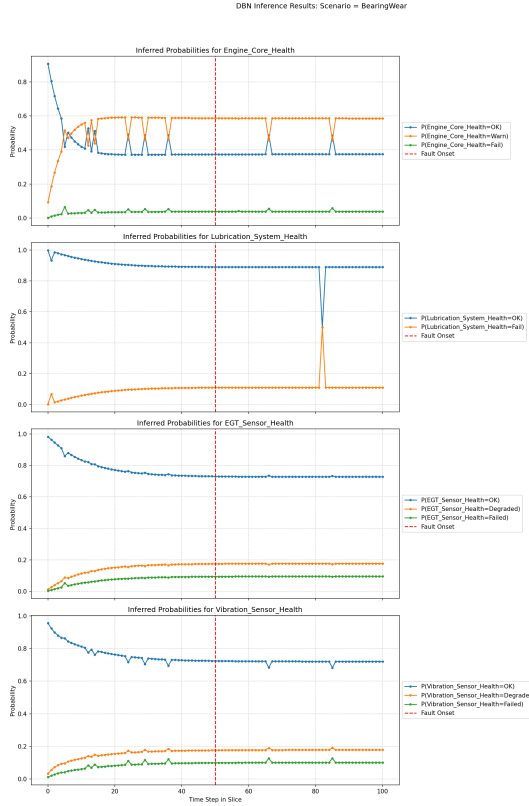 DBN Inference Results: Scenario = BearingWear
Inferred Probabilities for Engine_Core_Health
0.8
0.6
0.4
0.2
0.0
Probability
P(Engine_Core_Health=OK)
P(Engine_Core_Health=Warn)
P(Engine_Core_Health=Fail)
Fault Onset
Inferred Probabilities for Lubrication_System_Health
1.0
0.8
0.6
0.4
0.2
0.0
Probability
P(Lubrication_System_Health=OK)
P(Lubrication_System_Health=Fail)
Fault Onset
Inferred Probabilities for EGT_Sensor_Health
1.0
0.8
0.6
0.4
0.2
0.0
Probability
P(EGT_Sensor_Health=OK)
P(EGT_Sensor_Health=Degraded)
P(EGT_Sensor_Health=Failed)
Fault Onset
Inferred Probabilities for Vibration_Sensor_Health
1.0
0.8
0.6
0.4
0.2
0.0
Probability
P(Vibration_Sensor_Health=OK)
P(Vibration_Sensor_Health=Degrade
P(Vibration_Sensor_Health=Failed)
Fault Onset
0 20 40 60 80 100
Time Step in Slice